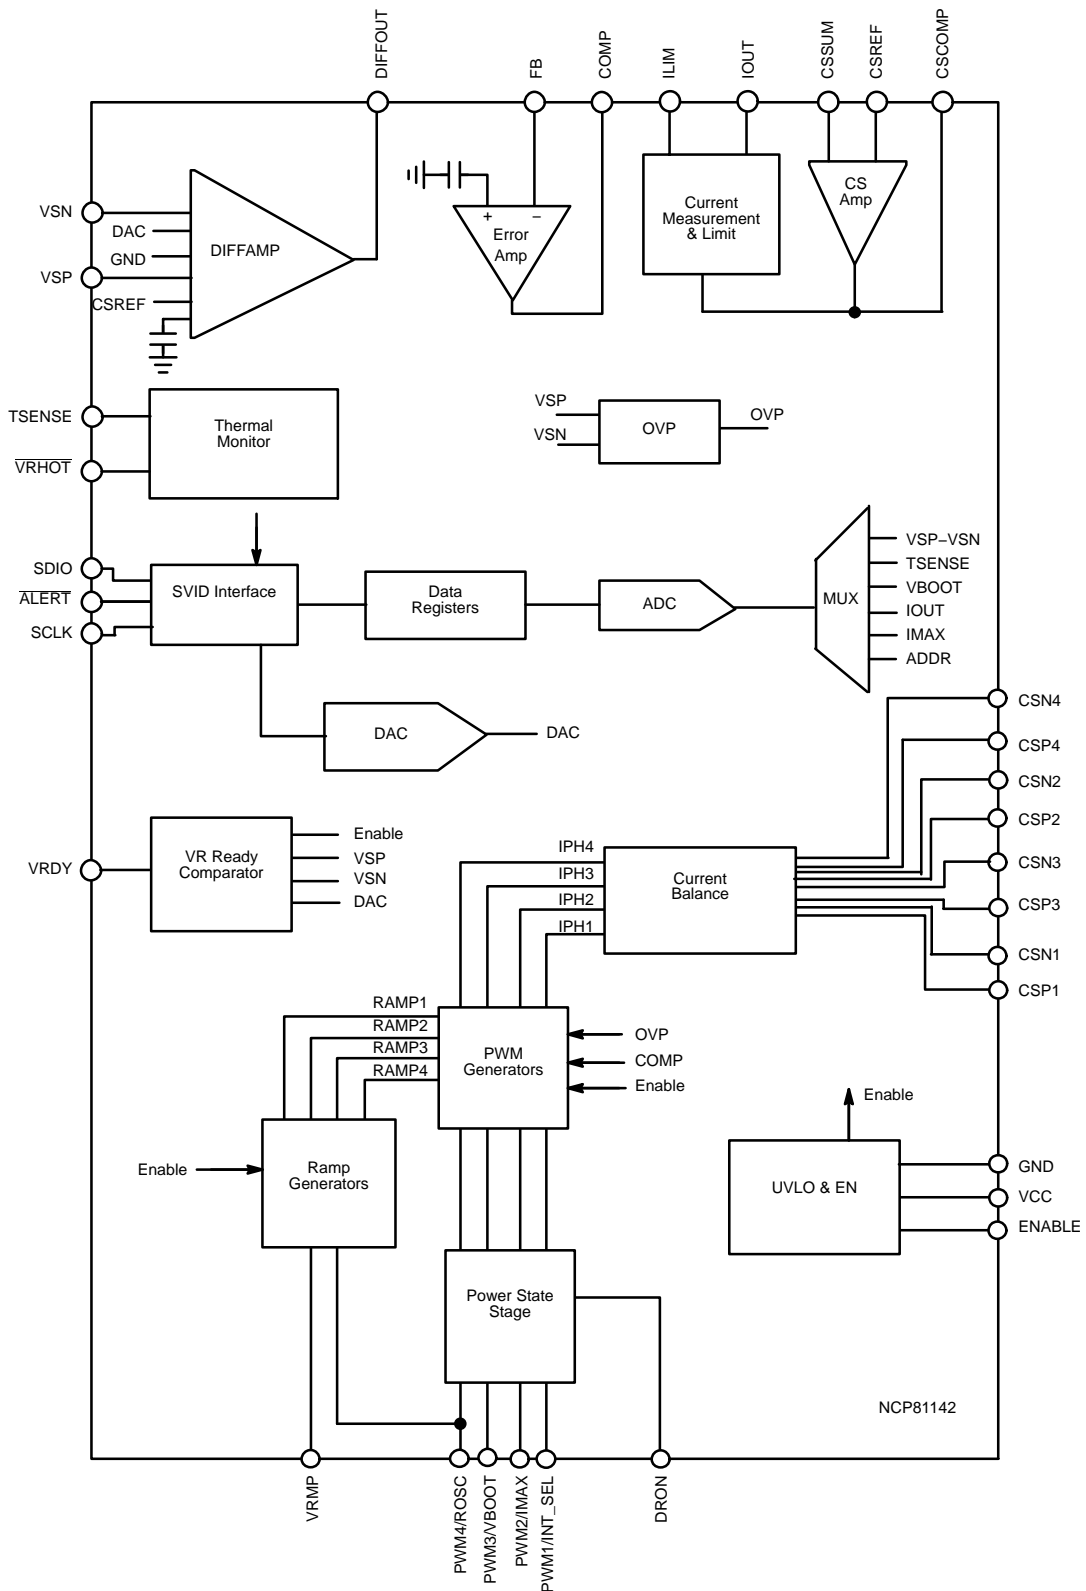 DIFFOUT
FB
COMP
ILIM
IOUT
CSSUM
CSREF
CSCOMP
VSN
DAC
GND
VSP
CSREF
DIFFAMP
+
−
Error
Amp
Current
Measurement
& Limit
CS
Amp
TSENSE
VRHOT
Thermal
Monitor
VSP
VSN
OVP
OVP
SDIO
ALERT
SCLK
SVID Interface
Data
Registers
ADC
MUX
VSP−VSN
TSENSE
VBOOT
IOUT
IMAX
ADDR
DAC
DAC
CSN4
CSP4
CSN2
CSP2
CSN3
CSP3
CSN1
CSP1
VRDY
VR Ready
Comparator
Enable
VSP
VSN
DAC
IPH4
IPH3
IPH2
IPH1
Current
Balance
RAMP1
RAMP2
RAMP3
RAMP4
PWM
Generators
OVP
COMP
Enable
Enable
Ramp
Generators
Enable
UVLO & EN
GND
VCC
ENABLE
Power State
Stage
NCP81142
VRMP
PWM4/ROSC
PWM3/VBOOT
PWM2/IMAX
PWM1/INT_SEL
DRON